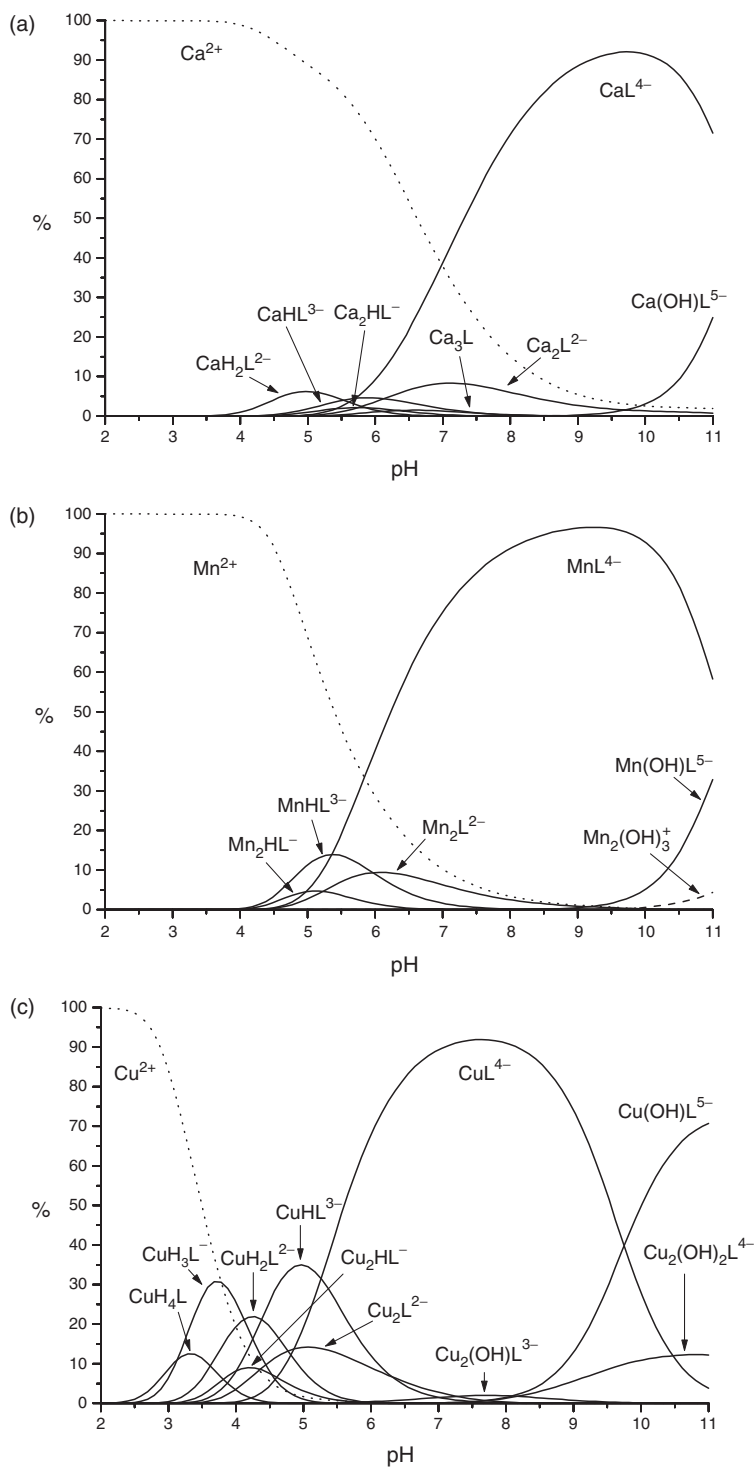 (a)
100
90
80
70
60
50
40
30
20
10
0
%
Ca²⁺
CaL⁴⁻
CaH₂L²⁻
CaHL³⁻
Ca₂HL⁻
Ca₃L
Ca₂L²⁻
Ca(OH)L⁵⁻
2 3 4 5 6 7 8 9 10 11
pH
(b)
100
90
80
70
60
50
40
30
20
10
0
%
Mn²⁺
MnL⁴⁻
MnHL³⁻
Mn₂HL⁻
Mn₂L²⁻
Mn(OH)L⁵⁻
Mn₂(OH)₃⁺
2 3 4 5 6 7 8 9 10 11
pH
(c)
100
90
80
70
60
50
40
30
20
10
0
%
Cu²⁺
CuL⁴⁻
Cu(OH)L⁵⁻
CuHL³⁻
CuH₃L⁻
CuH₂L²⁻
Cu₂HL⁻
CuH₄L
Cu₂L²⁻
Cu₂(OH)L³⁻
Cu₂(OH)₂L⁴⁻
2 3 4 5 6 7 8 9 10 11
pH